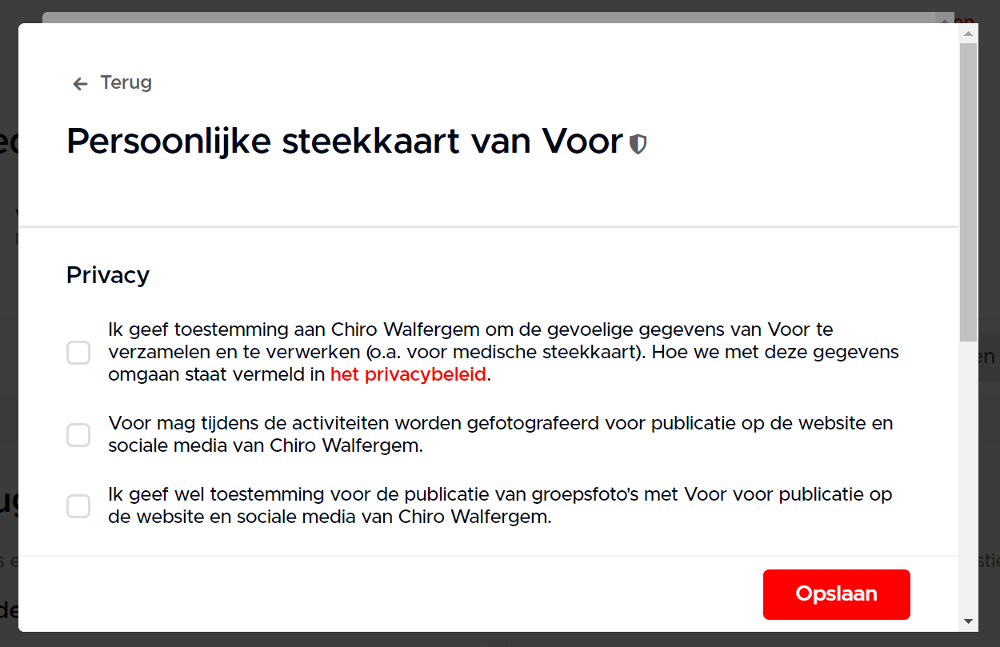 Terug
Persoonlijke steekkaart van Voor
Privacy
Ik geef toestemming aan Chiro Walfergem om de gevoelige gegevens van Voor te
verzamelen en te verwerken (o.a. voor medische steekkaart). Hoe we met deze gegevens
omgaan staat vermeld in het privacybeleid.
Voor mag tijdens de activiteiten worden gefotografeerd voor publicatie op de website en
sociale media van Chiro Walfergem.
Ik geef wel toestemming voor de publicatie van groepsfoto's met Voor voor publicatie op
de website en sociale media van Chiro Walfergem.
Opslaan